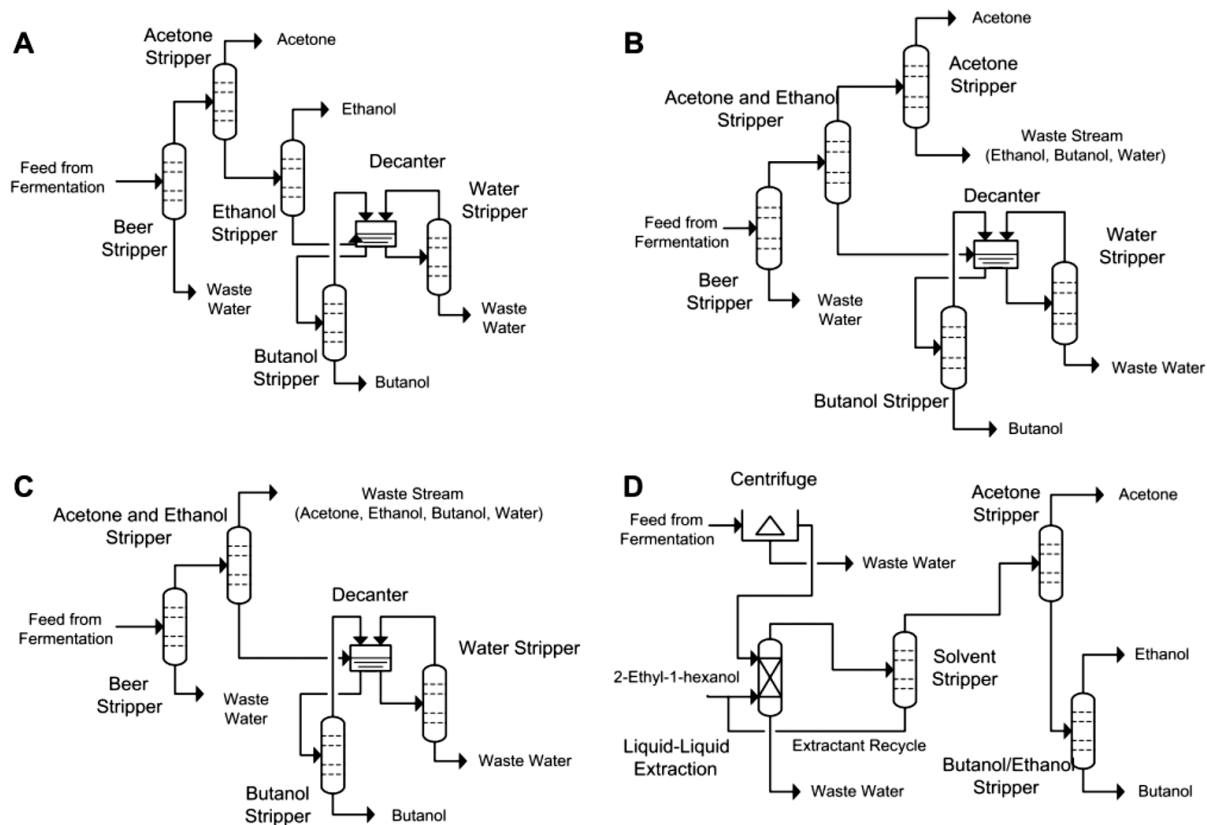 A
Acetone
Stripper
Acetone
Ethanol
Feed from
Fermentation
Beer
Stripper
Ethanol
Stripper
Decanter
Water
Stripper
Waste
Water
Waste
Water
Butanol
Stripper
Butanol
B
Acetone
Acetone
Stripper
Acetone and Ethanol
Stripper
Waste Stream
(Ethanol, Butanol, Water)
Decanter
Feed from
Fermentation
Water
Stripper
Beer
Stripper
Waste
Water
Waste Water
Butanol Stripper
Butanol
C
Waste Stream
(Acetone, Ethanol, Butanol, Water)
Acetone and Ethanol
Stripper
Decanter
Feed from
Fermentation
Water Stripper
Beer
Stripper
Waste
Water
Waste Water
Butanol
Stripper
Butanol
D
Centrifuge
Feed from
Fermentation
Waste Water
Acetone
Stripper
Acetone
2-Ethyl-1-hexanol
Solvent
Stripper
Ethanol
Liquid-Liquid
Extraction
Extractant Recycle
Butanol/Ethanol
Stripper
Waste Water
Butanol